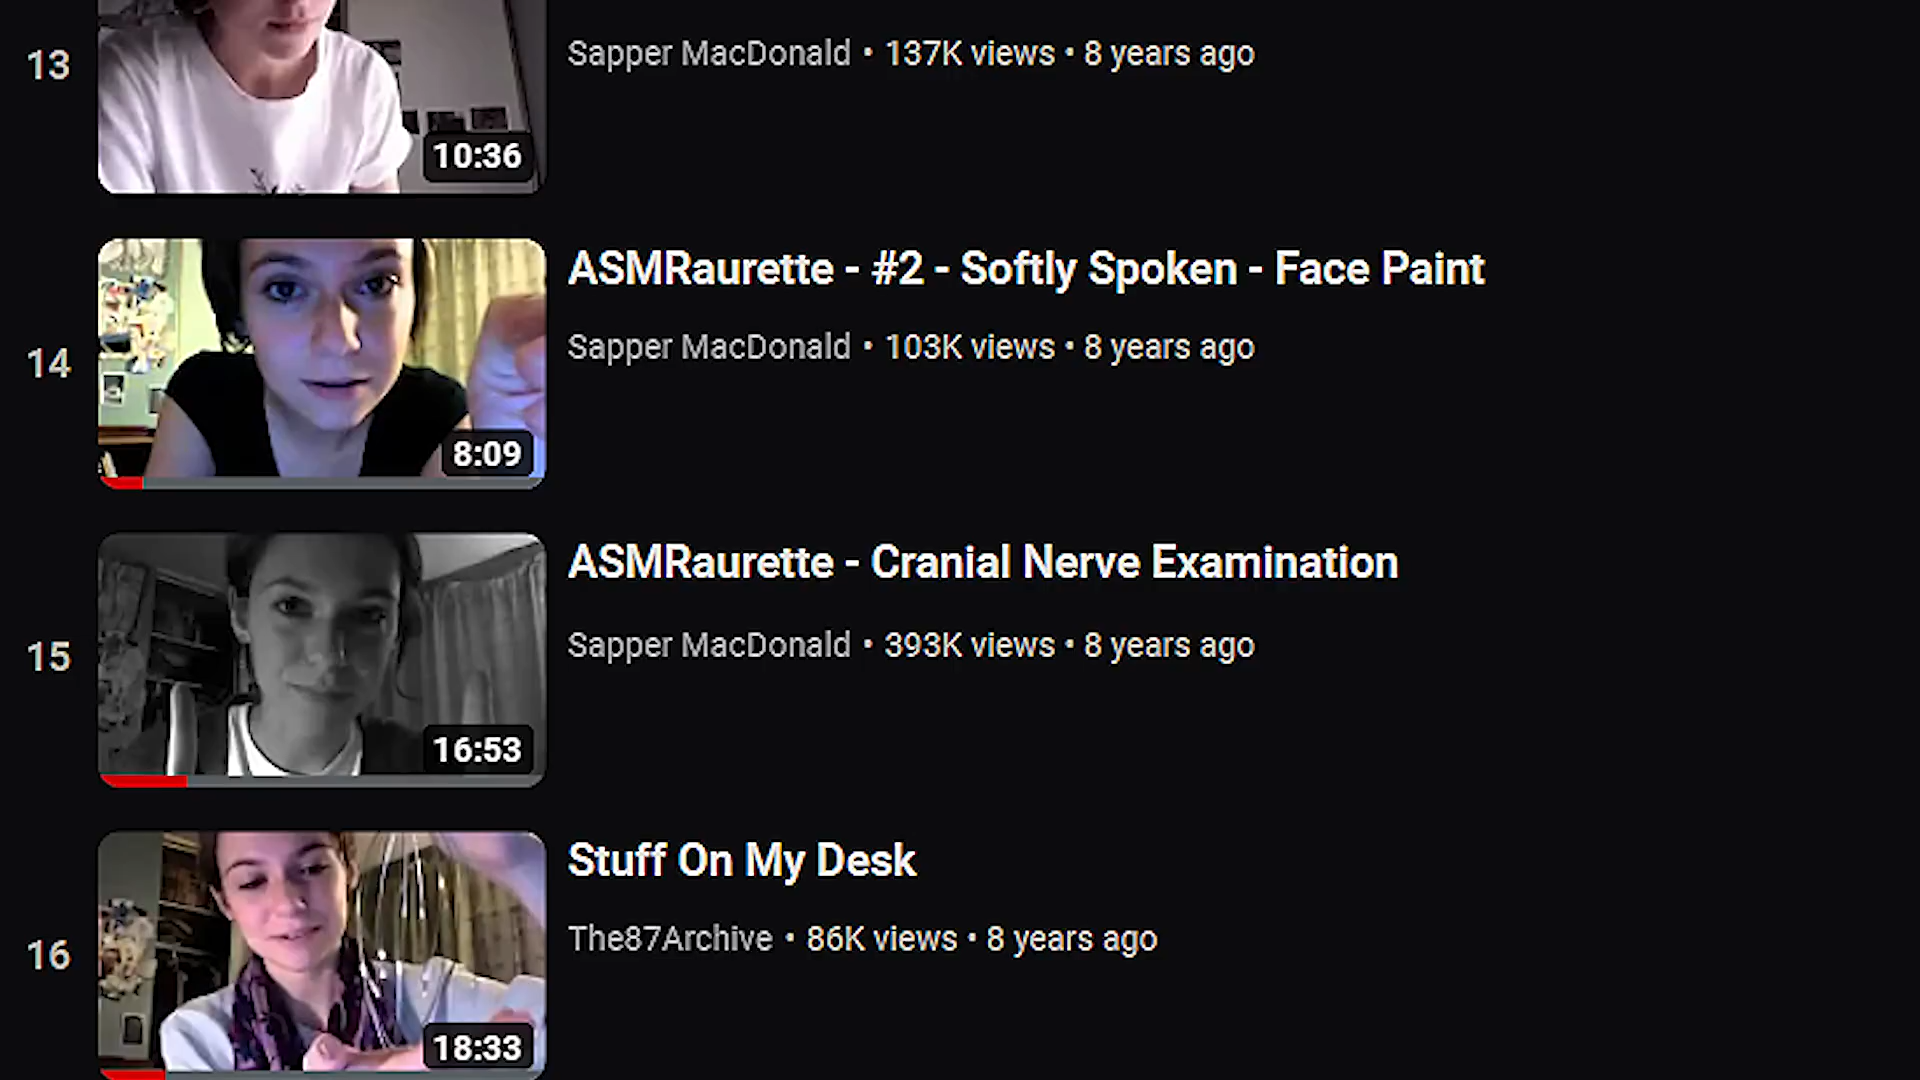 13
Sapper MacDonald • 137K views • 8 years ago
10:36
ASMRaurette - #2 - Softly Spoken - Face Paint
Sapper MacDonald • 103K views • 8 years ago
14
8:09
ASMRaurette - Cranial Nerve Examination
Sapper MacDonald • 393K views • 8 years ago
15
16:53
Stuff On My Desk
The87Archive • 86K views • 8 years ago
16
18:33